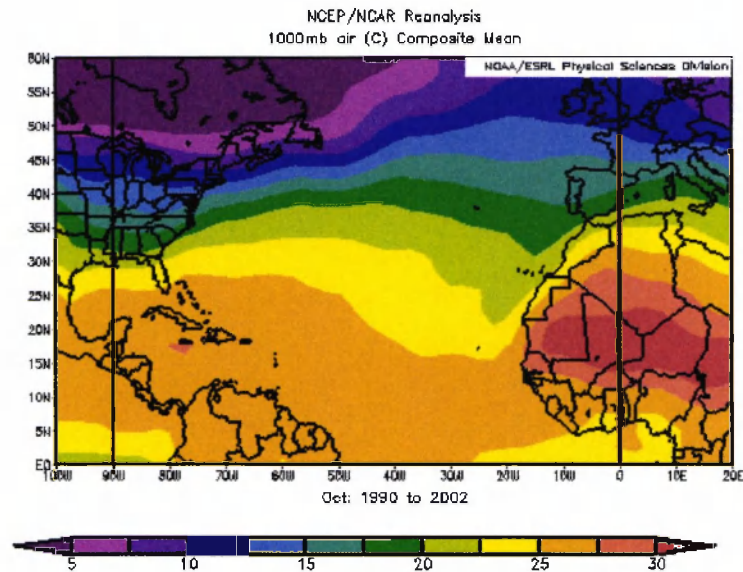 NCEP/NCAR Reanalysis
1000mb air (C) Composite Mean
NOAA/ESRL Physical Sciences Division
60N
55N
50N
45N
40N
35N
30N
25N
20N
15N
10N
5N
EQ
100W 90W 80W 70W 60W 50W 40W 30W 20W 10W 0 10E 20E
Oct: 1990 to 2002
5 10 15 20 25 30